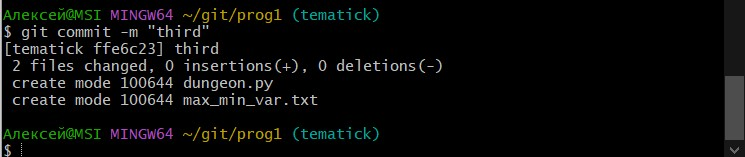 Алексей@MSI MINGW64 ~/git/prog1 (tematick)
$ git commit -m "third"
[tematick ffe6c23] third
 2 files changed, 0 insertions(+), 0 deletions(-)
 create mode 100644 dungeon.py
 create mode 100644 max_min_var.txt
Алексей@MSI MINGW64 ~/git/prog1 (tematick)
$